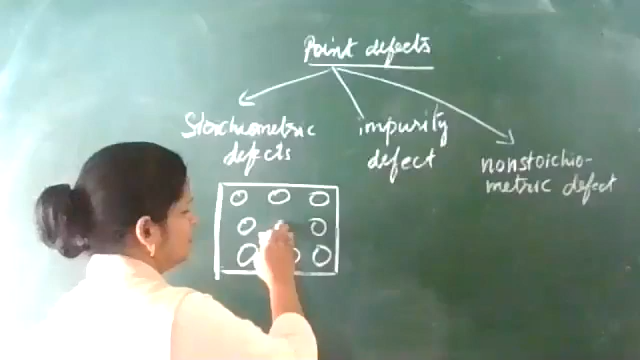 Point defects
Stoichiometric
defects
impurity
defect
nonstoichio-
metric defect